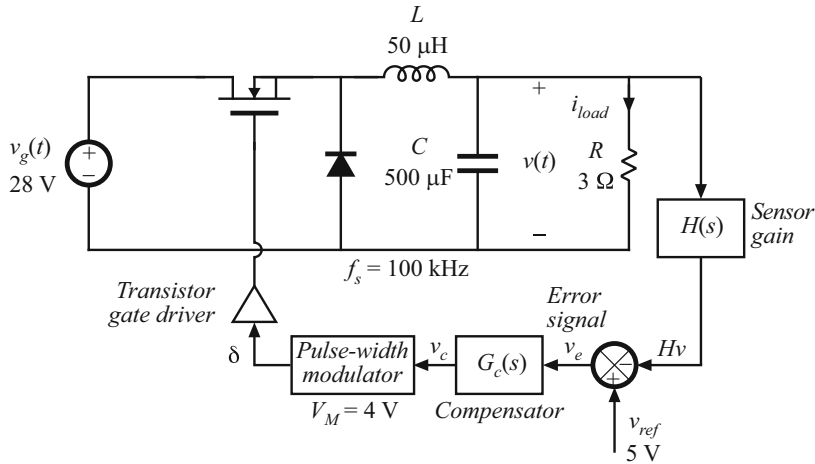 L
50 µH
+
i_load
v_g(t)
+
–
28 V
C
500 µF
v(t)
R
3 Ω
–
H(s)
Sensor
gain
f_s = 100 kHz
Transistor
gate driver
Error
signal
δ
Pulse-width
modulator
v_c
G_c(s)
v_e
–
+
Hv
V_M = 4 V
Compensator
v_ref
5 V